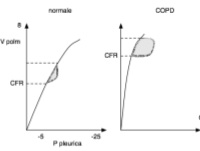 normale
COPD
8
V polm
CFR
CFR
-5
-25
P pleurica